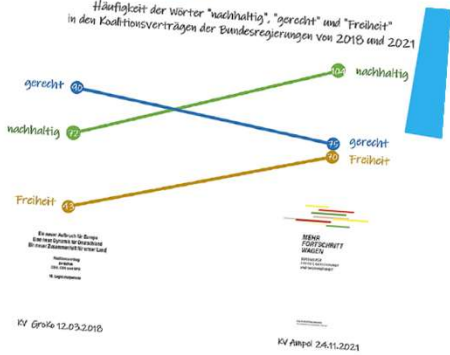 Häufigkeit der Wörter "nachhaltig", "gerecht" und "Freiheit"
in den Koalitionsverträgen der Bundesregierungen von 2018 und 2021
104 nachhaltig
gerecht 90
nachhaltig 72
75 gerecht
70 Freiheit
Freiheit 43
Ein neuer Aufbruch für Europa
Eine neue Dynamik für Deutschland
Ein neuer Zusammenhalt für unser Land
MEHR
FORTSCHRITT
WAGEN
KV GroKo 12.03.2018
KV Ampel 24.11.2021